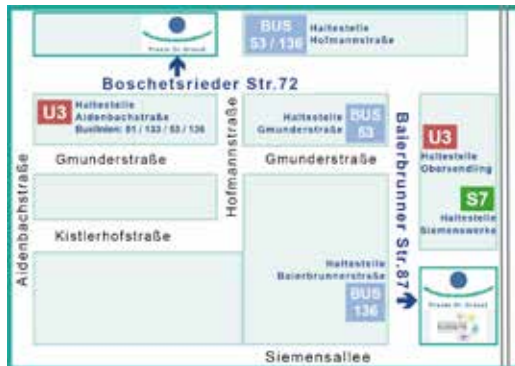 BUS
53 / 136
Haltestelle
Hofmannstraße
Boschetsrieder Str.72
U3
Haltestelle
Aidenbachstraße
Buslinien: 51 / 133 / 53 / 136
Haltestelle
Gmunderstraße
BUS
53
U3
Haltestelle
Obersendling
S7
Haltestelle
Siemenswerke
Gmunderstraße
Gmunderstraße
Hofmannstraße
Aidenbachstraße
Kistlerhofstraße
Baierbrunner Str.87
Haltestelle
Baierbrunnerstraße
BUS
136
Siemensallee